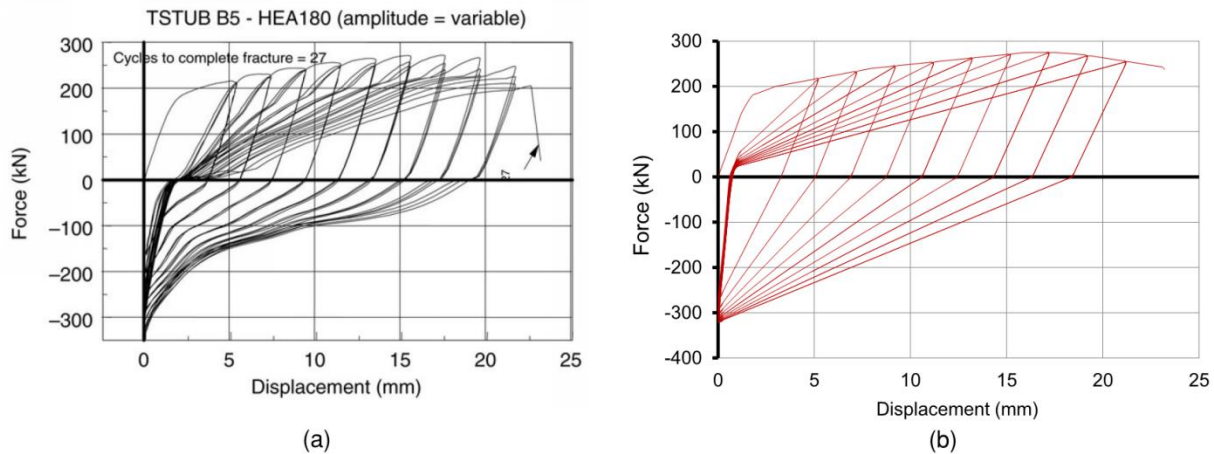 TSTUB B5 - HEA180 (amplitude = variable)
Cycles to complete fracture = 27
300
200
100
0
−100
−200
−300
Force (kN)
27
0 5 10 15 20 25
Displacement (mm)
(a)
300
200
100
0
-100
-200
-300
-400
Force (kN)
0 5 10 15 20 25
Displacement (mm)
(b)